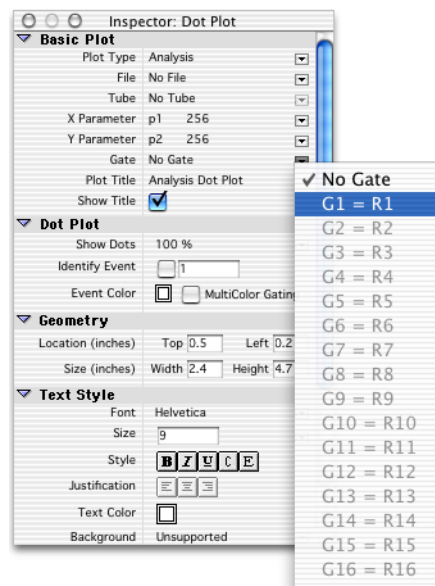 Inspector: Dot Plot
Basic Plot
Plot Type Analysis
File No File
Tube No Tube
X Parameter p1 256
Y Parameter p2 256
Gate No Gate
Plot Title Analysis Dot Plot
Show Title
Dot Plot
Show Dots 100 %
Identify Event 1
Event Color MultiColor Gating
Geometry
Location (inches) Top 0.5 Left 0.2
Size (inches) Width 2.4 Height 4.7
Text Style
Font Helvetica
Size 9
Style B I U C E
Justification
Text Color
Background Unsupported
✓ No Gate
G1 = R1
G2 = R2
G3 = R3
G4 = R4
G5 = R5
G6 = R6
G7 = R7
G8 = R8
G9 = R9
G10 = R10
G11 = R11
G12 = R12
G13 = R13
G14 = R14
G15 = R15
G16 = R16